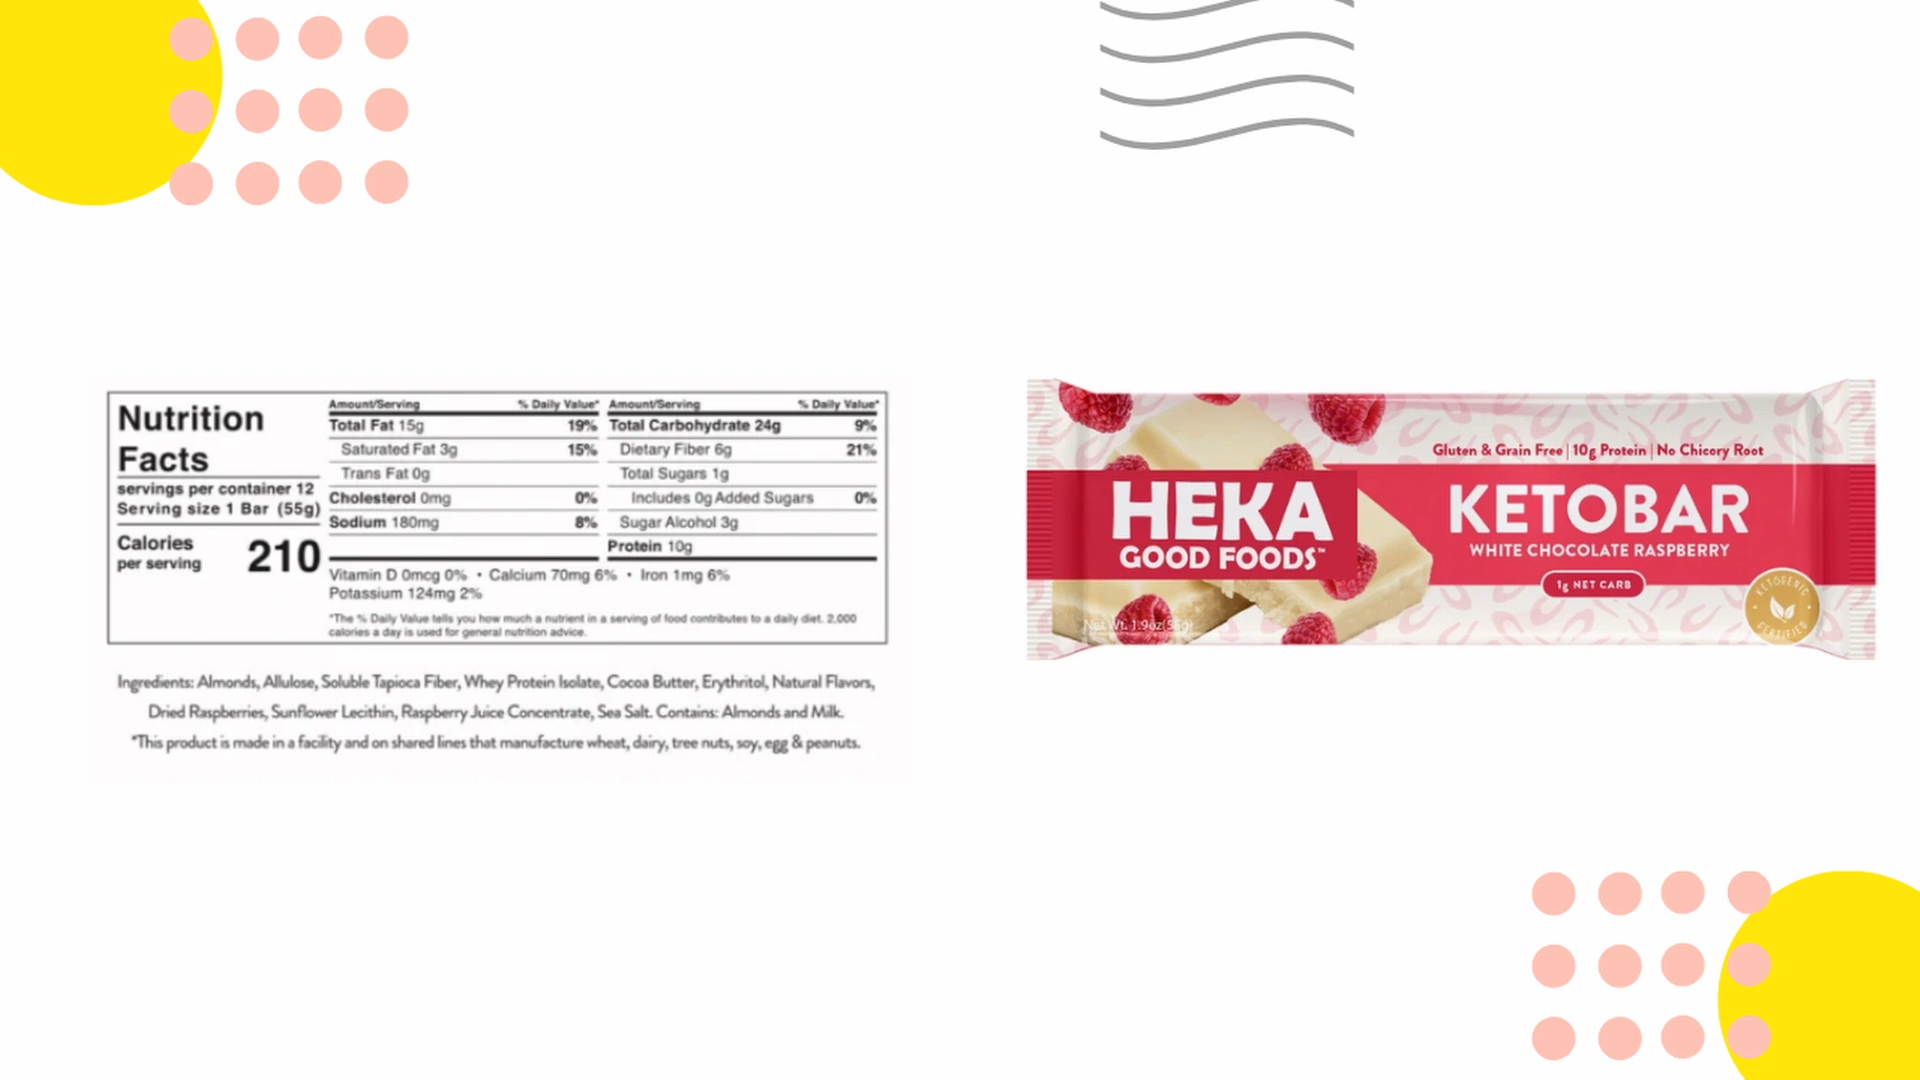 Nutrition
Facts
servings per container 12
Serving size 1 Bar (55g)
Calories
per serving 210
Amount/Serving % Daily Value*
Total Fat 15g 19%
Saturated Fat 3g 15%
Trans Fat 0g
Cholesterol 0mg 0%
Sodium 180mg 8%
Amount/Serving % Daily Value*
Total Carbohydrate 24g 9%
Dietary Fiber 6g 21%
Total Sugars 1g
Includes 0g Added Sugars 0%
Sugar Alcohol 3g
Protein 10g
Vitamin D 0mcg 0% • Calcium 70mg 6% • Iron 1mg 6%
Potassium 124mg 2%
*The % Daily Value tells you how much a nutrient in a serving of food contributes to a daily diet. 2,000
calories a day is used for general nutrition advice.
Ingredients: Almonds, Allulose, Soluble Tapioca Fiber, Whey Protein Isolate, Cocoa Butter, Erythritol, Natural Flavors,
Dried Raspberries, Sunflower Lecithin, Raspberry Juice Concentrate, Sea Salt. Contains: Almonds and Milk.
*This product is made in a facility and on shared lines that manufacture wheat, dairy, tree nuts, soy, egg & peanuts.
Gluten & Grain Free | 10g Protein | No Chicory Root
HEKA
GOOD FOODS™
KETOBAR
WHITE CHOCOLATE RASPBERRY
1g NET CARB
KETOGENIC
CERTIFIED
Net Wt. 1.9oz(55g)